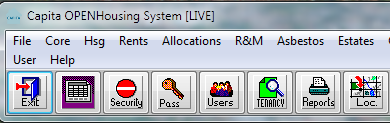 CAPITA Capita OPENHousing System [LIVE]
File Core Hsg Rents Allocations R&M Asbestos Estates
User Help
Exit Security Pass Users TENANCY Reports Loc.